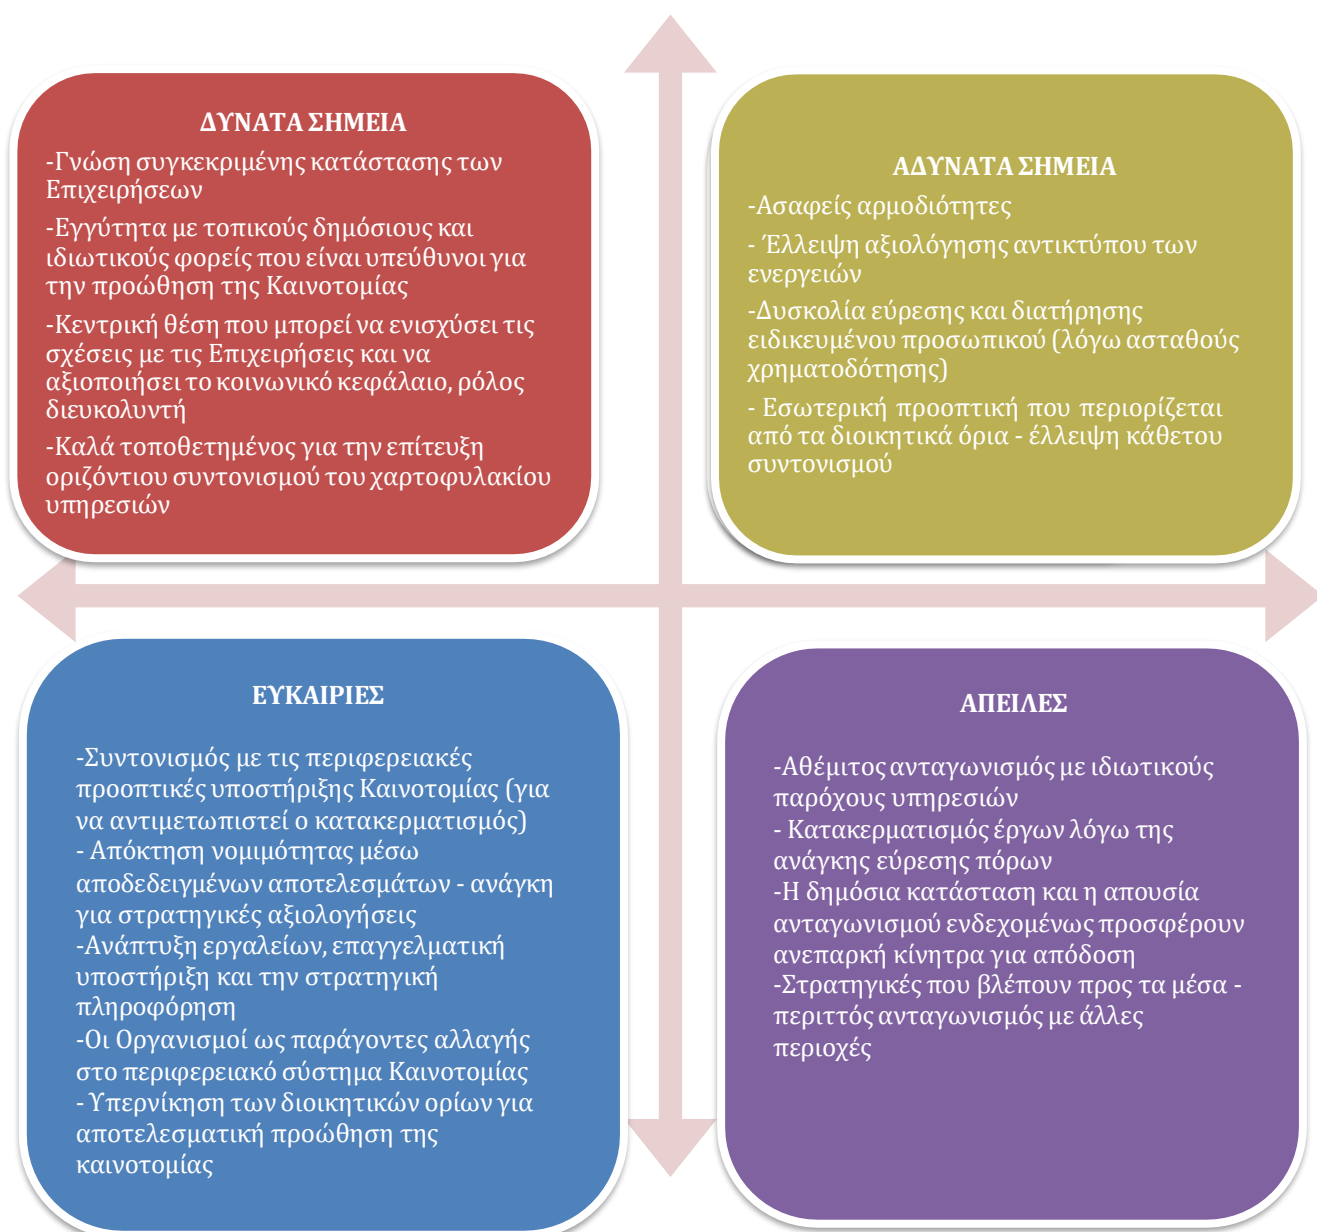 ΔΥΝΑΤΑ ΣΗΜΕΙΑ
-Γνώση συγκεκριμένης κατάστασης των
Επιχειρήσεων
-Εγγύτητα με τοπικούς δημόσιους και
ιδιωτικούς φορείς που είναι υπεύθυνοι για
την προώθηση της Καινοτομίας
-Κεντρική θέση που μπορεί να ενισχύσει τις
σχέσεις με τις Επιχειρήσεις και να
αξιοποιήσει το κοινωνικό κεφάλαιο, ρόλος
διευκολυντή
-Καλά τοποθετημένος για την επίτευξη
οριζόντιου συντονισμού του χαρτοφυλακίου
υπηρεσιών
ΑΔΥΝΑΤΑ ΣΗΜΕΙΑ
-Ασαφείς αρμοδιότητες
- Έλλειψη αξιολόγησης αντικτύπου των
ενεργειών
-Δυσκολία εύρεσης και διατήρησης
ειδικευμένου προσωπικού (λόγω ασταθούς
χρηματοδότησης)
- Εσωτερική προοπτική που περιορίζεται
από τα διοικητικά όρια - έλλειψη κάθετου
συντονισμού
ΕΥΚΑΙΡΙΕΣ
-Συντονισμός με τις περιφερειακές
προοπτικές υποστήριξης Καινοτομίας (για
να αντιμετωπιστεί ο κατακερματισμός)
- Απόκτηση νομιμότητας μέσω
αποδεδειγμένων αποτελεσμάτων - ανάγκη
για στρατηγικές αξιολογήσεις
-Ανάπτυξη εργαλείων, επαγγελματική
υποστήριξη και την στρατηγική
πληροφόρηση
-Οι Οργανισμοί ως παράγοντες αλλαγής
στο περιφερειακό σύστημα Καινοτομίας
- Υπερνίκηση των διοικητικών ορίων για
αποτελεσματική προώθηση της
καινοτομίας
ΑΠΕΙΛΕΣ
-Αθέμιτος ανταγωνισμός με ιδιωτικούς
παρόχους υπηρεσιών
- Κατακερματισμός έργων λόγω της
ανάγκης εύρεσης πόρων
-Η δημόσια κατάσταση και η απουσία
ανταγωνισμού ενδεχομένως προσφέρουν
ανεπαρκή κίνητρα για απόδοση
-Στρατηγικές που βλέπουν προς τα μέσα -
περιττός ανταγωνισμός με άλλες
περιοχές